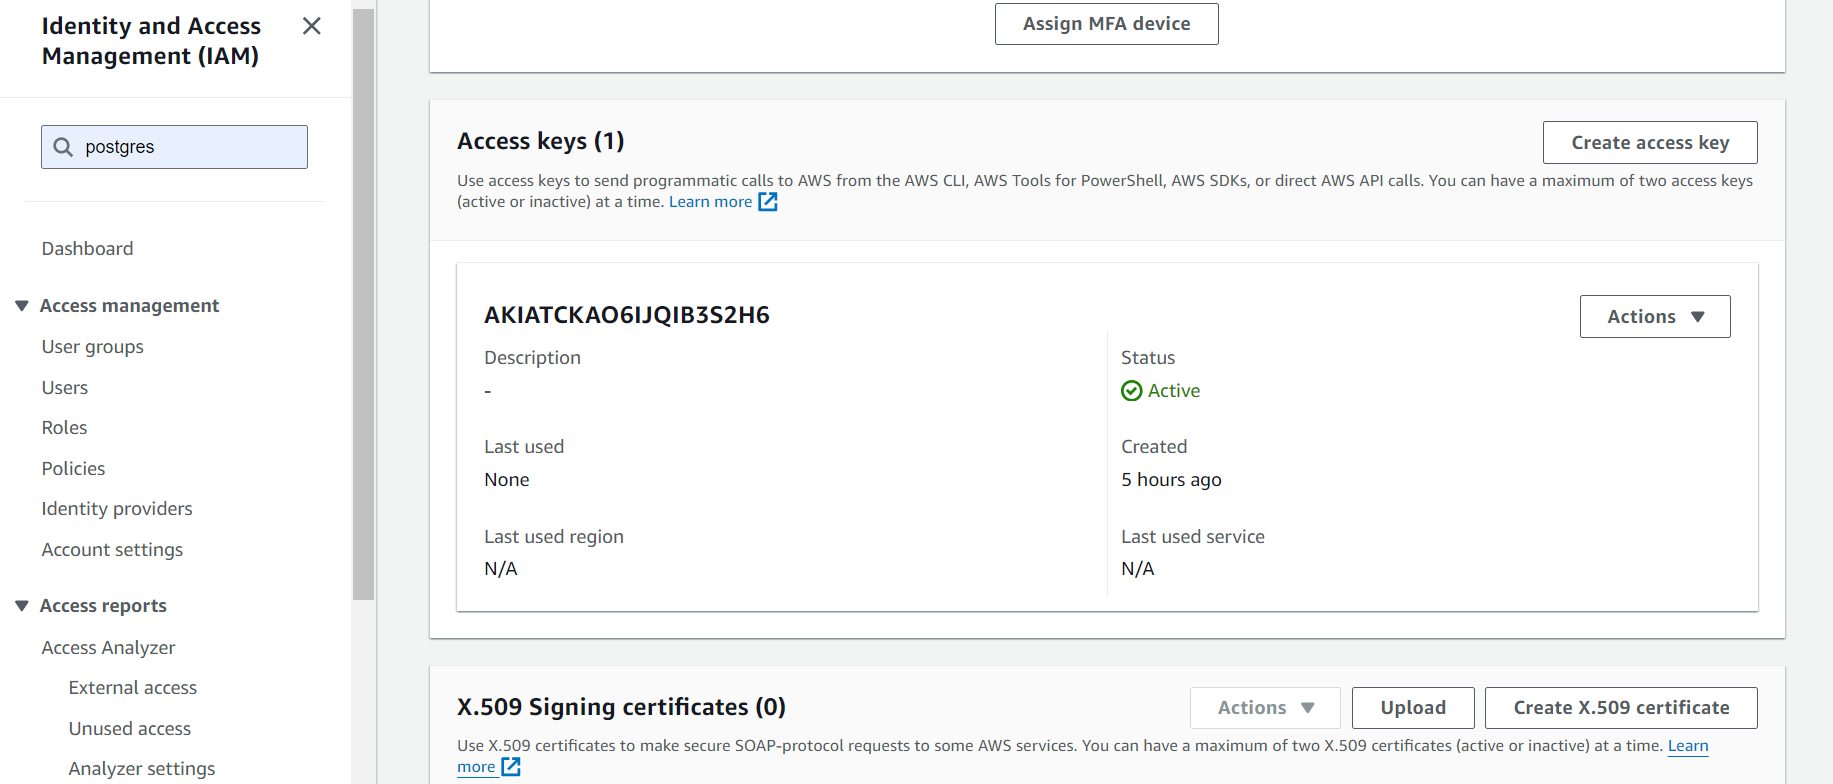 Identity and Access
Management (IAM)
postgres
Dashboard
Access management
User groups
Users
Roles
Policies
Identity providers
Account settings
Access reports
Access Analyzer
External access
Unused access
Analyzer settings
Assign MFA device
Access keys (1)
Create access key
Use access keys to send programmatic calls to AWS from the AWS CLI, AWS Tools for PowerShell, AWS SDKs, or direct AWS API calls. You can have a maximum of two access keys
(active or inactive) at a time. Learn more
AKIATCKAO6IJQIB3S2H6
Actions
Description
-
Status
Active
Last used
None
Created
5 hours ago
Last used region
N/A
Last used service
N/A
X.509 Signing certificates (0)
Actions
Upload
Create X.509 certificate
Use X.509 certificates to make secure SOAP-protocol requests to some AWS services. You can have a maximum of two X.509 certificates (active or inactive) at a time. Learn
more